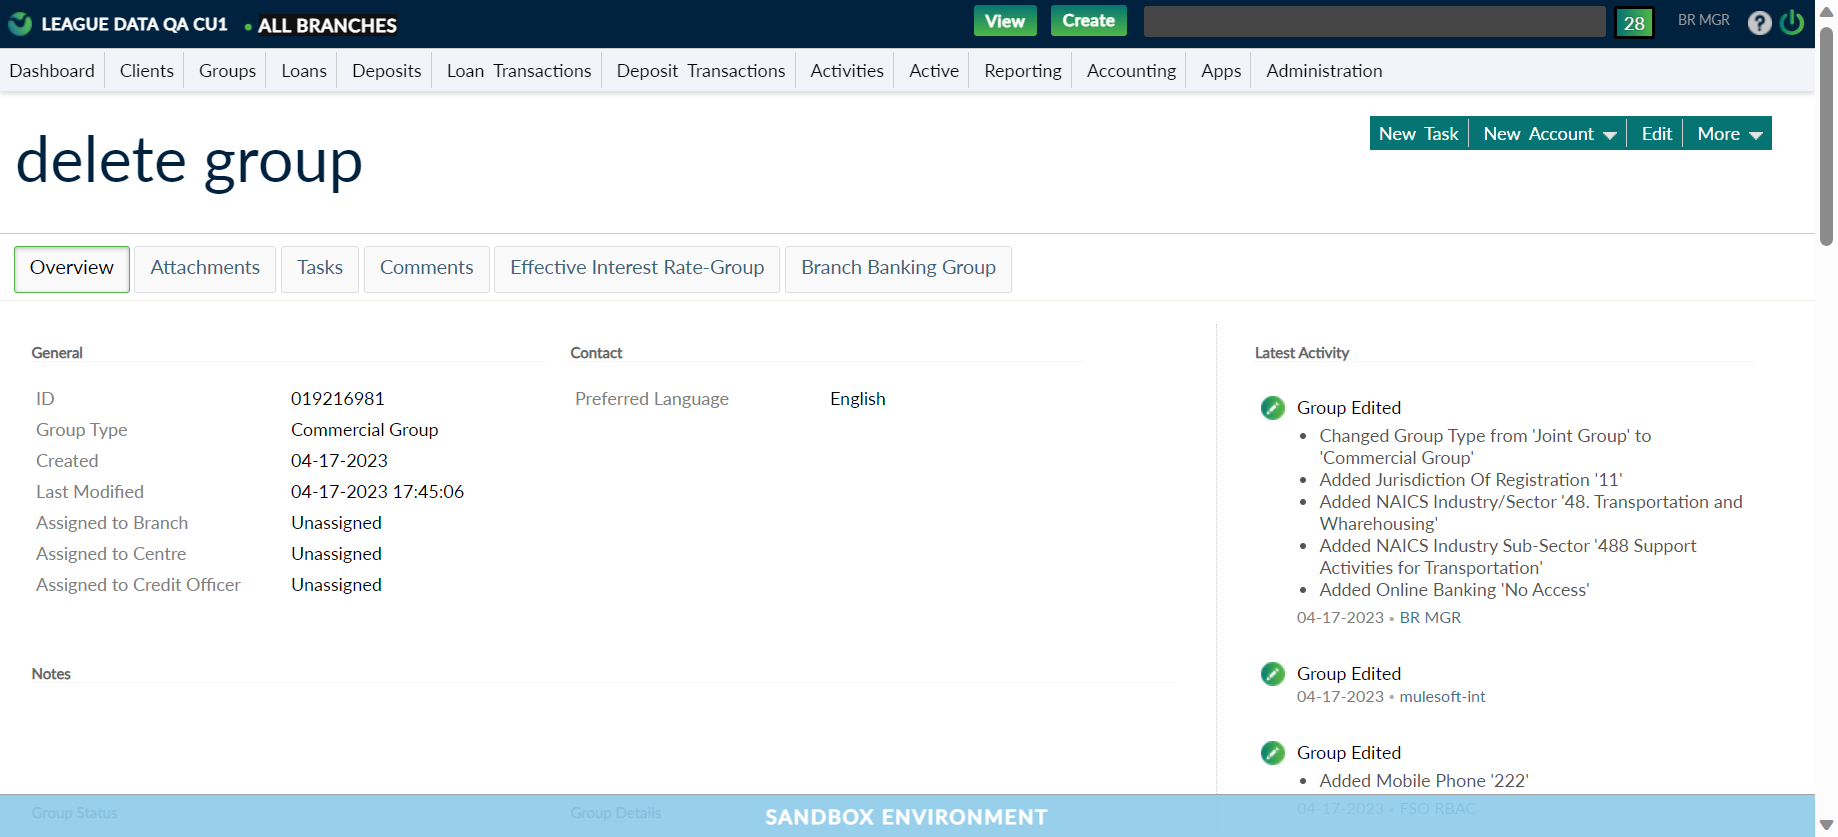 LEAGUE DATA QA CU1 • ALL BRANCHES
View
Create
28
BR MGR
?
Dashboard
Clients
Groups
Loans
Deposits
Loan Transactions
Deposit Transactions
Activities
Active
Reporting
Accounting
Apps
Administration
delete group
New Task
New Account
Edit
More
Overview
Attachments
Tasks
Comments
Effective Interest Rate-Group
Branch Banking Group
General
ID 019216981
Group Type Commercial Group
Created 04-17-2023
Last Modified 04-17-2023 17:45:06
Assigned to Branch Unassigned
Assigned to Centre Unassigned
Assigned to Credit Officer Unassigned
Contact
Preferred Language English
Notes
Latest Activity
Group Edited
• Changed Group Type from 'Joint Group' to
'Commercial Group'
• Added Jurisdiction Of Registration '11'
• Added NAICS Industry/Sector '48. Transportation and
Wharehousing'
• Added NAICS Industry Sub-Sector '488 Support
Activities for Transportation'
• Added Online Banking 'No Access'
04-17-2023 • BR MGR
Group Edited
04-17-2023 • mulesoft-int
Group Edited
• Added Mobile Phone '222'
04-17-2023 • FSO RBAC
Group Status
Group Details
SANDBOX ENVIRONMENT